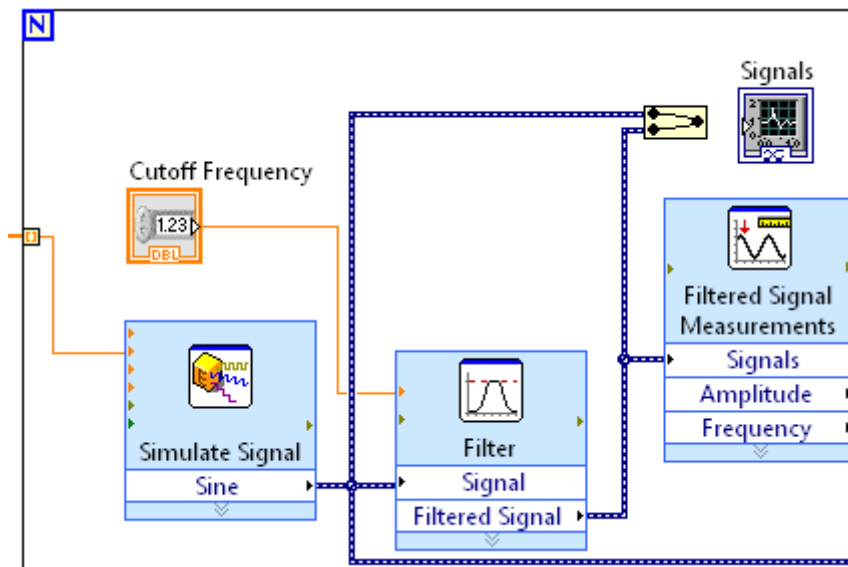 N
Signals
Cutoff Frequency
1.23
DBL
Simulate Signal
Sine
Filter
Signal
Filtered Signal
Filtered Signal
Measurements
Signals
Amplitude
Frequency